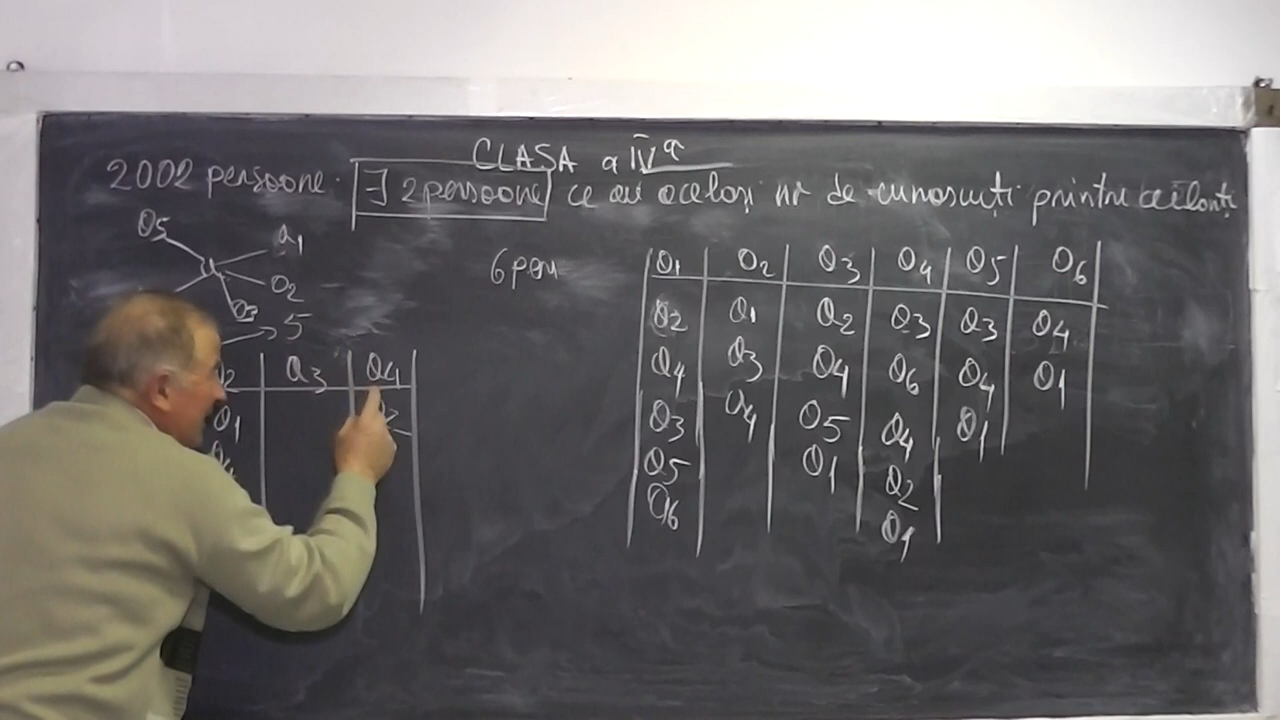 CLASA a IVa
2002 persoane. ∃ 2 persoane ce au același nr de cunoscuți printre ceilalți
a5 a1
a2
a3
5
a2 a3 a4
a1 a2
6 pers
a1 a2 a3 a4 a5 a6
a2 a1 a2 a3 a3 a4
a4 a3 a4 a6 a4 a1
a3 a4 a5 a4 a1
a5 a1 a2
a6 a1